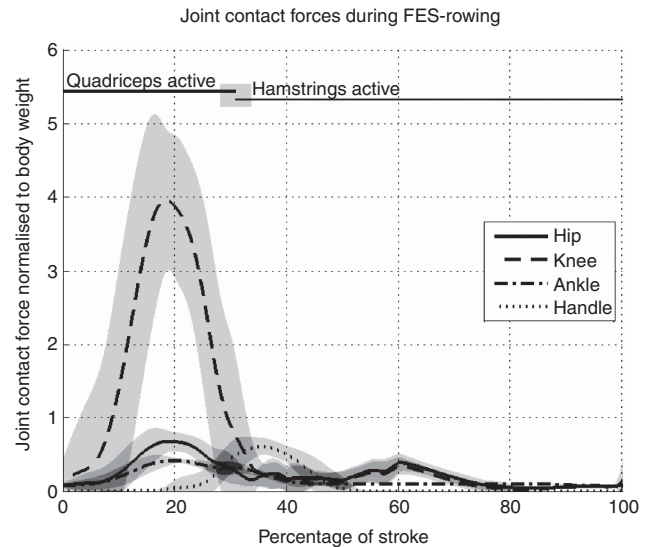 Joint contact forces during FES-rowing
Joint contact force normalised to body weight
6
5
4
3
2
1
0
Quadriceps active
Hamstrings active
Hip
Knee
Ankle
Handle
0 20 40 60 80 100
Percentage of stroke